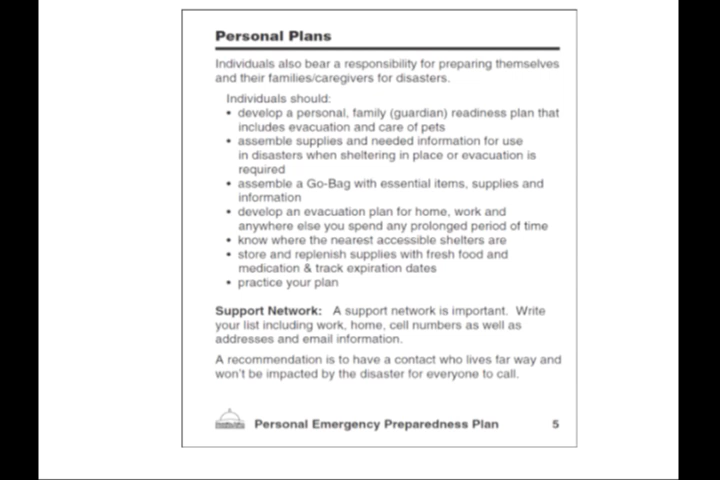 Personal Plans
Individuals also bear a responsibility for preparing themselves
and their families/caregivers for disasters.
Individuals should:
• develop a personal, family (guardian) readiness plan that
includes evacuation and care of pets
• assemble supplies and needed information for use
in disasters when sheltering in place or evacuation is
required
• assemble a Go-Bag with essential items, supplies and
information
• develop an evacuation plan for home, work and
anywhere else you spend any prolonged period of time
• know where the nearest accessible shelters are
• store and replenish supplies with fresh food and
medication & track expiration dates
• practice your plan
Support Network: A support network is important. Write
your list including work, home, cell numbers as well as
addresses and email information.
A recommendation is to have a contact who lives far way and
won't be impacted by the disaster for everyone to call.
Personal Emergency Preparedness Plan 5